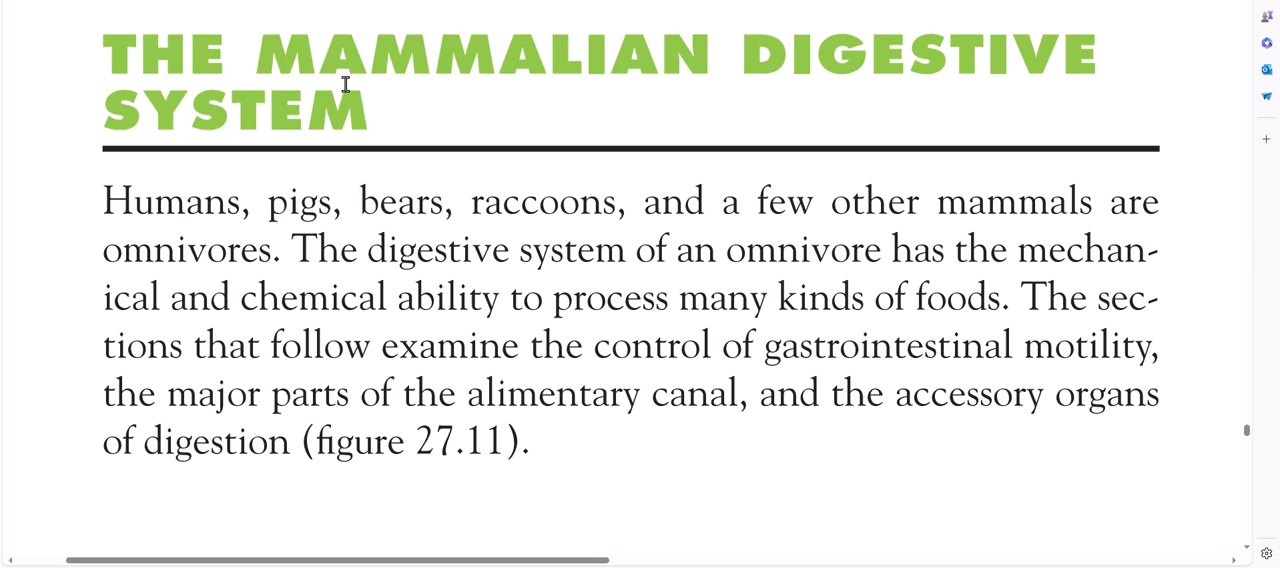 THE MAMMALIAN DIGESTIVE
SYSTEM
Humans, pigs, bears, raccoons, and a few other mammals are
omnivores. The digestive system of an omnivore has the mechan-
ical and chemical ability to process many kinds of foods. The sec-
tions that follow examine the control of gastrointestinal motility,
the major parts of the alimentary canal, and the accessory organs
of digestion (figure 27.11).